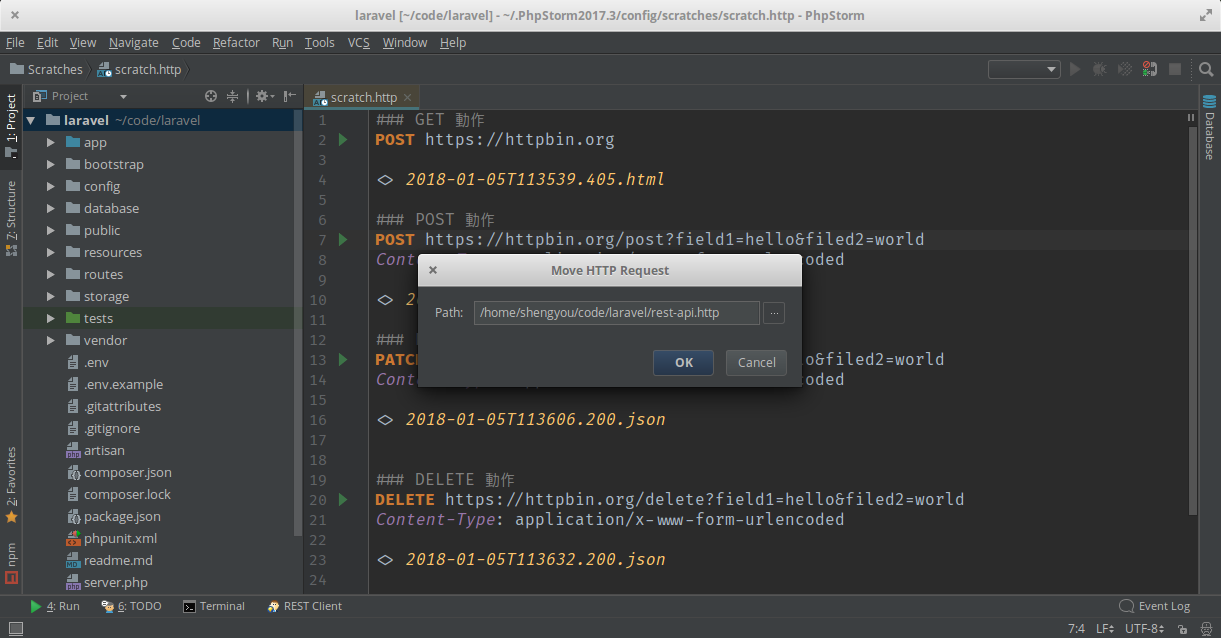 laravel [~/code/laravel] - ~/.PhpStorm2017.3/config/scratches/scratch.http - PhpStorm
File Edit View Navigate Code Refactor Run Tools VCS Window Help
Scratches scratch.http
Project
scratch.http
1: Project
7: Structure
2: Favorites
npm
laravel ~/code/laravel
app
bootstrap
config
database
public
resources
routes
storage
tests
vendor
.env
.env.example
.gitattributes
.gitignore
artisan
composer.json
composer.lock
package.json
phpunit.xml
readme.md
server.php
1 ### GET 動作
2 POST https://httpbin.org
3
4 <> 2018-01-05T113539.405.html
5
6 ### POST 動作
7 POST https://httpbin.org/post?field1=hello&filed2=world
8 Cont coded
9
10 <> 2
11
12 ###
13 PATC o&filed2=world
14 Cont coded
15
16 <> 2018-01-05T113606.200.json
17
18
19 ### DELETE 動作
20 DELETE https://httpbin.org/delete?field1=hello&filed2=world
21 Content-Type: application/x-www-form-urlencoded
22
23 <> 2018-01-05T113632.200.json
24
Move HTTP Request
Path: /home/shengyou/code/laravel/rest-api.http ...
OK Cancel
Database
4: Run 6: TODO Terminal REST Client Event Log
7:4 LF UTF-8